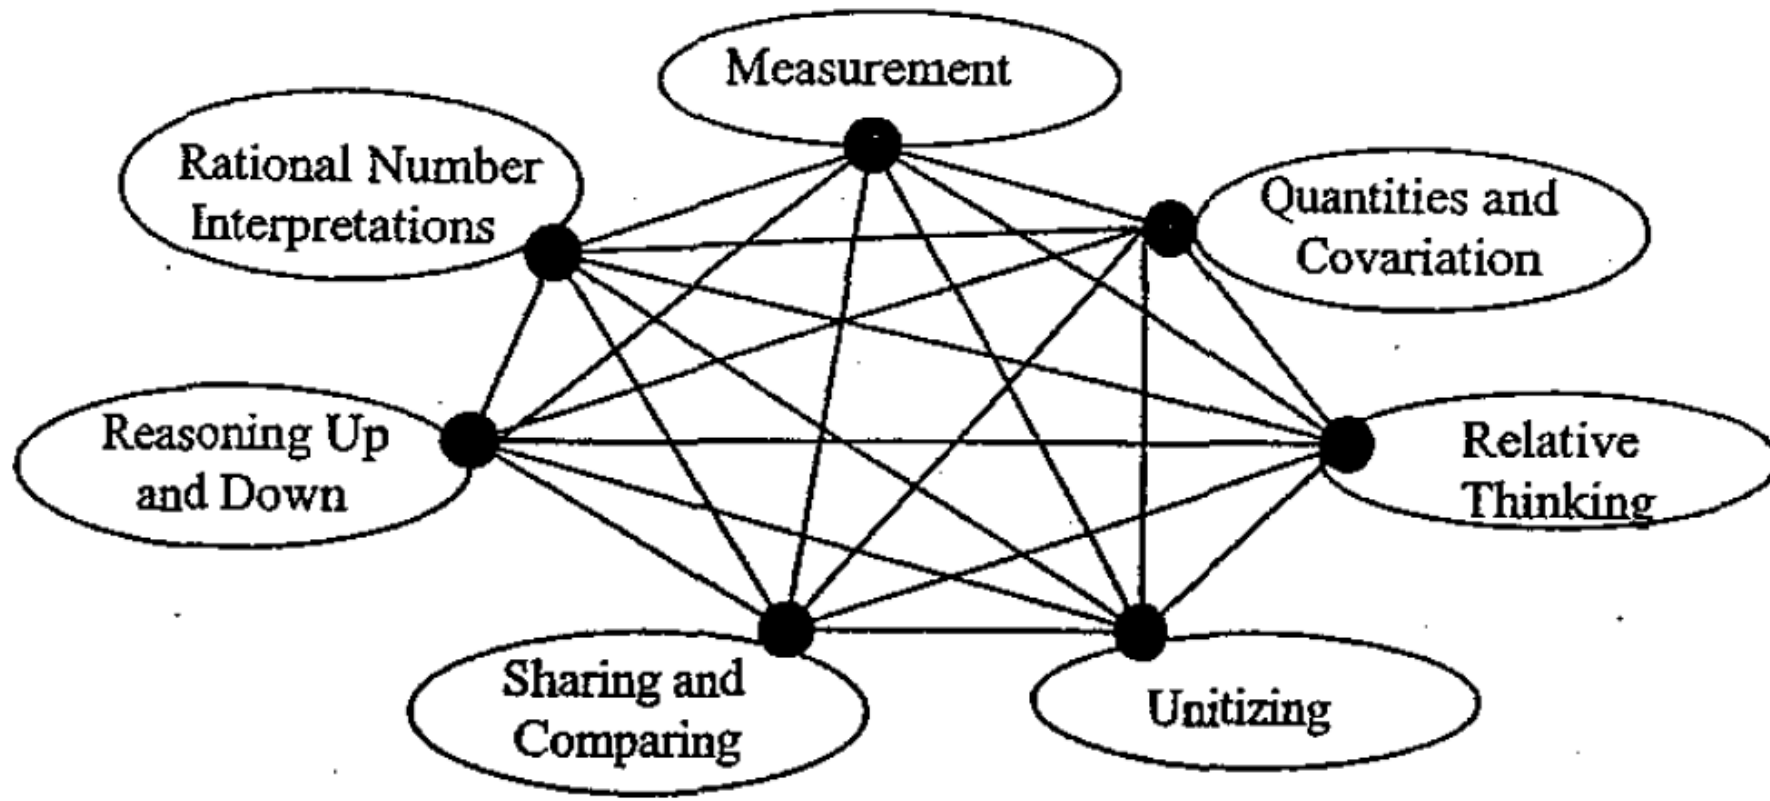 Measurement
Rational Number
Interpretations
Quantities and
Covariation
Reasoning Up
and Down
Relative
Thinking
Sharing and
Comparing
Unitizing